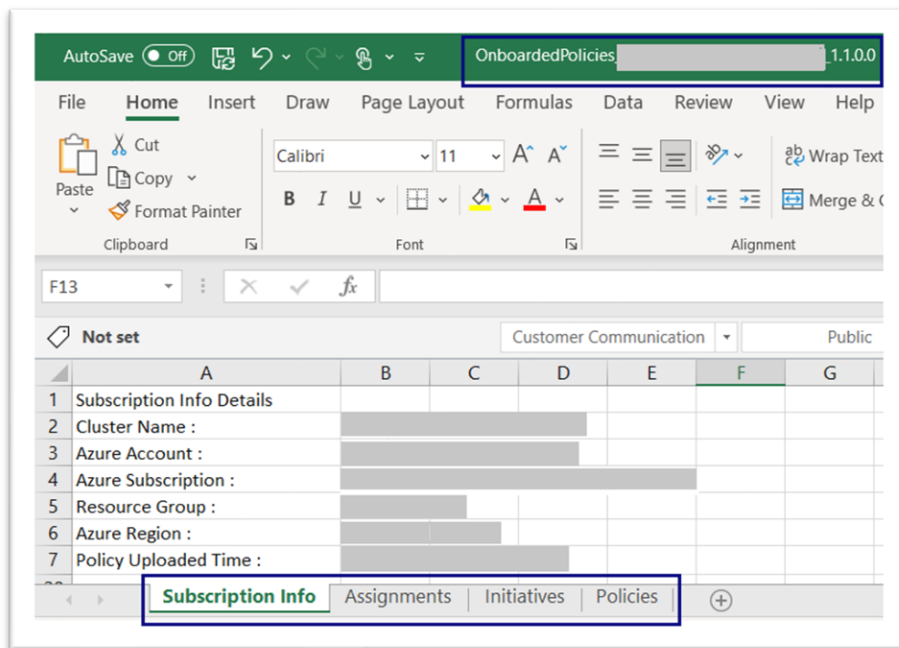 AutoSave Off OnboardedPolicies_ _1.1.0.0
File Home Insert Draw Page Layout Formulas Data Review View Help
Paste
Cut
Copy
Format Painter
Clipboard
Calibri 11 A A
B I U A
Font
ab Wrap Text
Merge &
Alignment
F13 fx
Not set Customer Communication Public
A B C D E F G
1 Subscription Info Details
2 Cluster Name :
3 Azure Account :
4 Azure Subscription :
5 Resource Group :
6 Azure Region :
7 Policy Uploaded Time :
Subscription Info Assignments Initiatives Policies